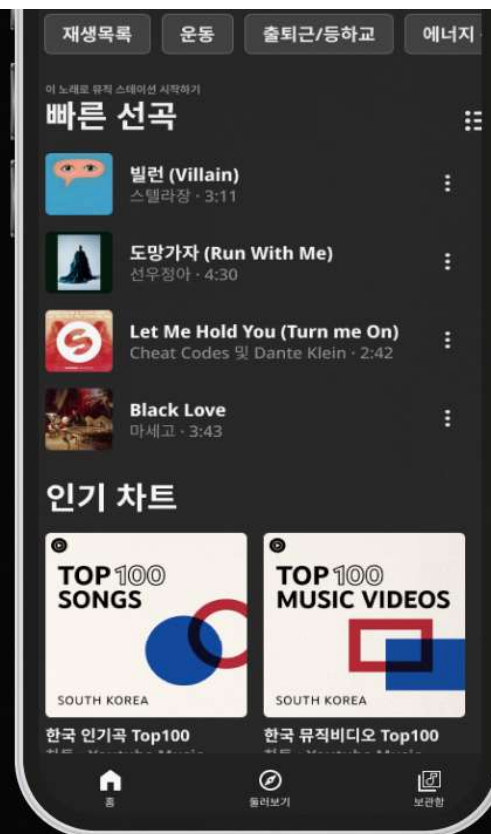 재생목록
운동
출퇴근/등하교
에너지
이 노래로 뮤직 스테이션 시작하기
빠른 선곡
빌런 (Villain)
스텔라장 · 3:11
도망가자 (Run With Me)
선우정아 · 4:30
Let Me Hold You (Turn me On)
Cheat Codes 및 Dante Klein · 2:42
Black Love
마세고 · 3:43
인기 차트
TOP 100
SONGS
SOUTH KOREA
TOP 100
MUSIC VIDEOS
SOUTH KOREA
한국 인기곡 Top100
한국 뮤직비디오 Top100
홈
둘러보기
보관함